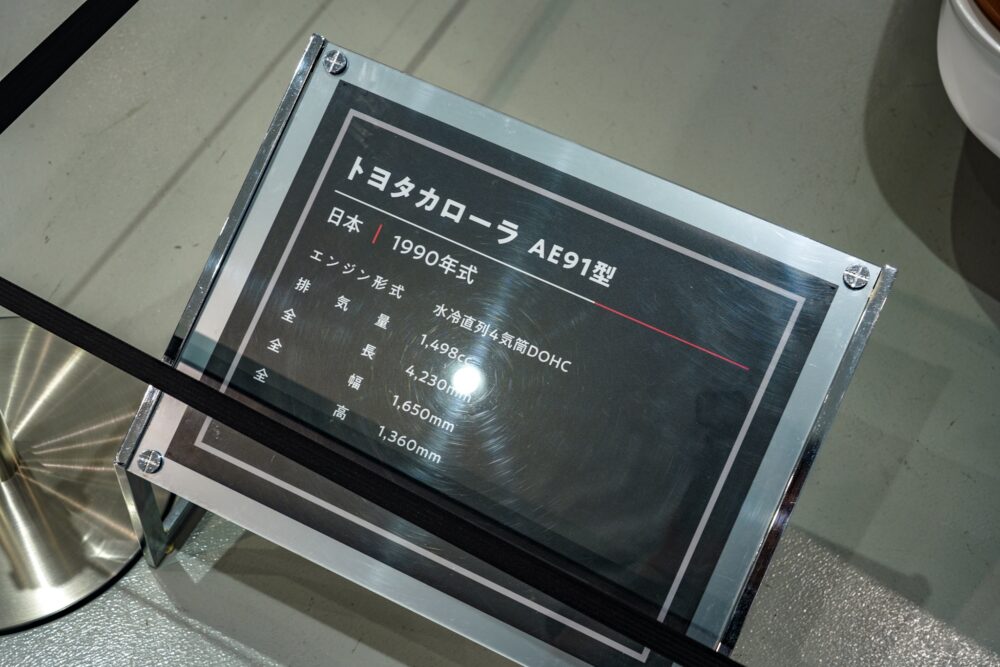 トヨタカローラ AE91型
日本 | 1990年式
エンジン形式 水冷直列4気筒DOHC
排気量 1,498cc
全長 4,230mm
全幅 1,650mm
全高 1,360mm